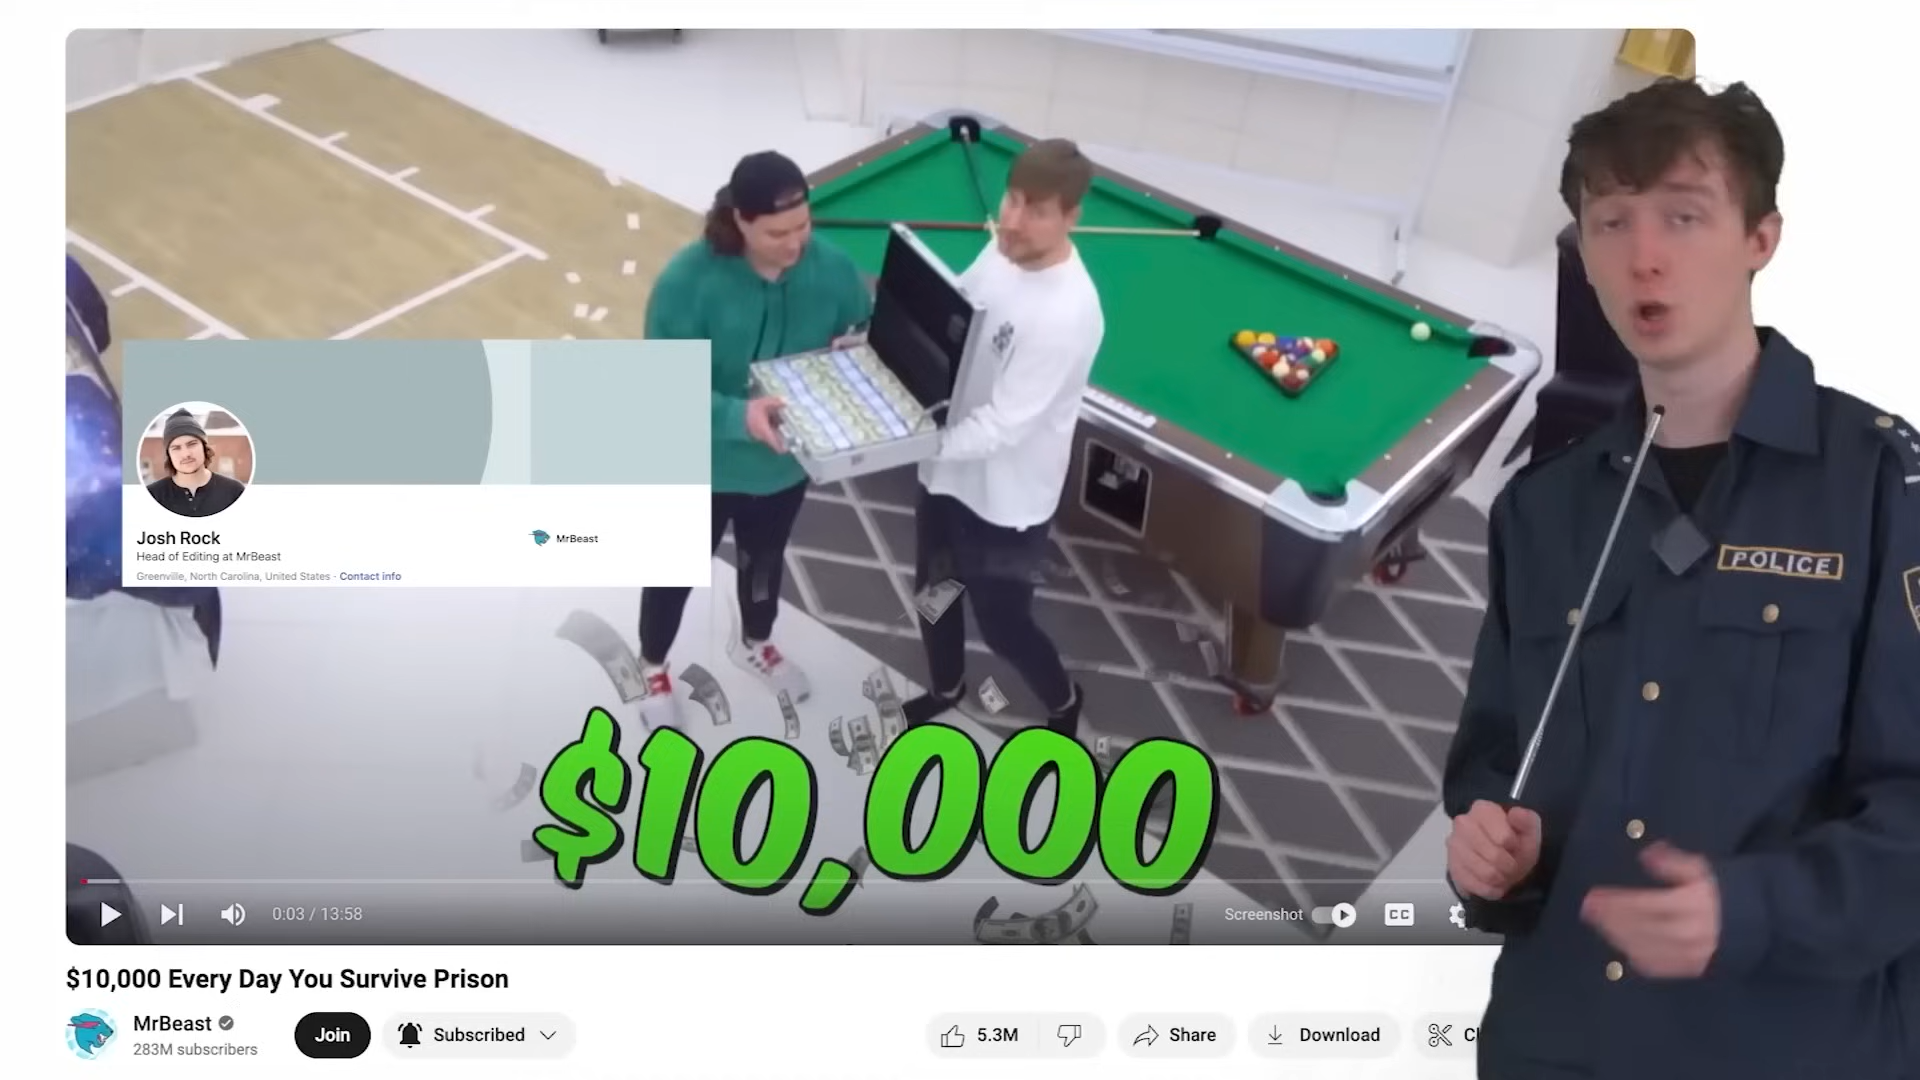 Josh Rock
Head of Editing at MrBeast
Greenville, North Carolina, United States · Contact info
MrBeast
POLICE
$10,000
0:03 / 13:58
Screenshot
CC
$10,000 Every Day You Survive Prison
MrBeast
283M subscribers
Join
Subscribed
5.3M
Share
Download